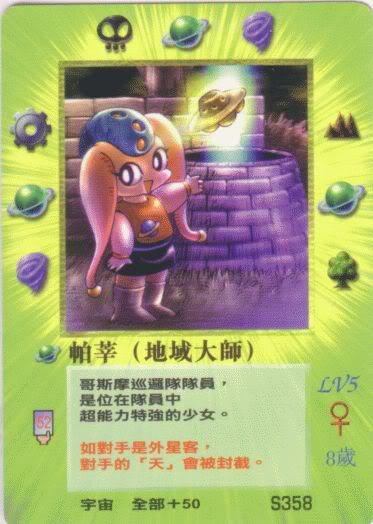 帕莘（地域大師）
哥斯摩巡邏隊隊員，
是位在隊員中
超能力特強的少女。
如對手是外星客，
對手的「天」會被封截。
LV5
8歲
52
宇宙　全部＋50
S358